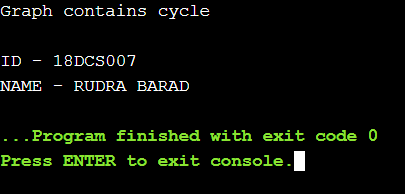 Graph contains cycle
ID - 18DCS007
NAME - RUDRA BARAD
...Program finished with exit code 0
Press ENTER to exit console.